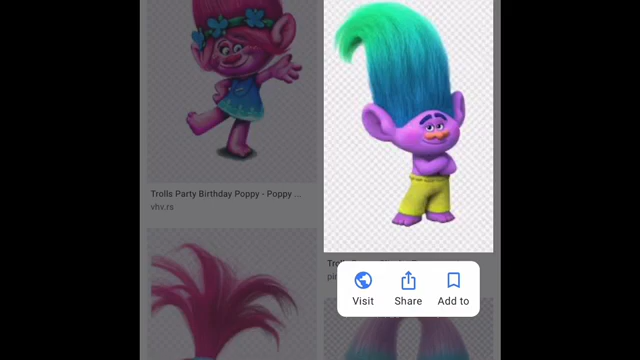 Trolls Party Birthday Poppy - Poppy ...
vhv.rs
Visit
Share
Add to